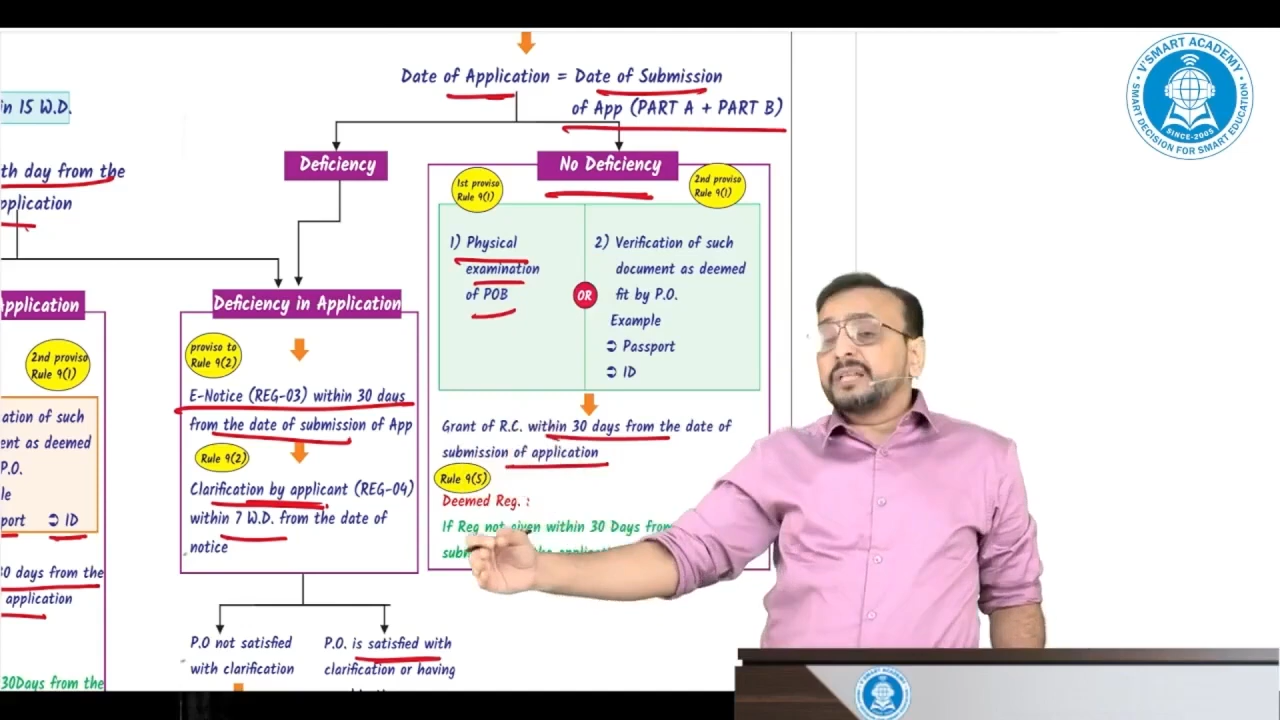 Date of Application = Date of Submission
of App (PART A + PART B)
in 15 W.D.
th day from the
pplication
Deficiency
No Deficiency
1st proviso
Rule 9(1)
2nd proviso
Rule 9(1)
1) Physical
examination
of POB
OR
2) Verification of such
document as deemed
fit by P.O.
Example
➲ Passport
➲ ID
Grant of R.C. within 30 days from the date of
submission of application
Rule 9(5)
Deemed Reg. :
If Reg not given within 30 Days from
Deficiency in Application
proviso to
Rule 9(2)
E-Notice (REG-03) within 30 days
from the date of submission of App
Rule 9(2)
Clarification by applicant (REG-04)
within 7 W.D. from the date of
notice
P.O not satisfied
with clarification
P.O. is satisfied with
clarification or having
pplication
2nd proviso
Rule 9(1)
ation of such
ent as deemed
P.O.
le
port ➲ ID
30 days from the
application
30Days from the
V'SMART ACADEMY
SINCE-2005
SMART DECISION FOR SMART EDUCATION